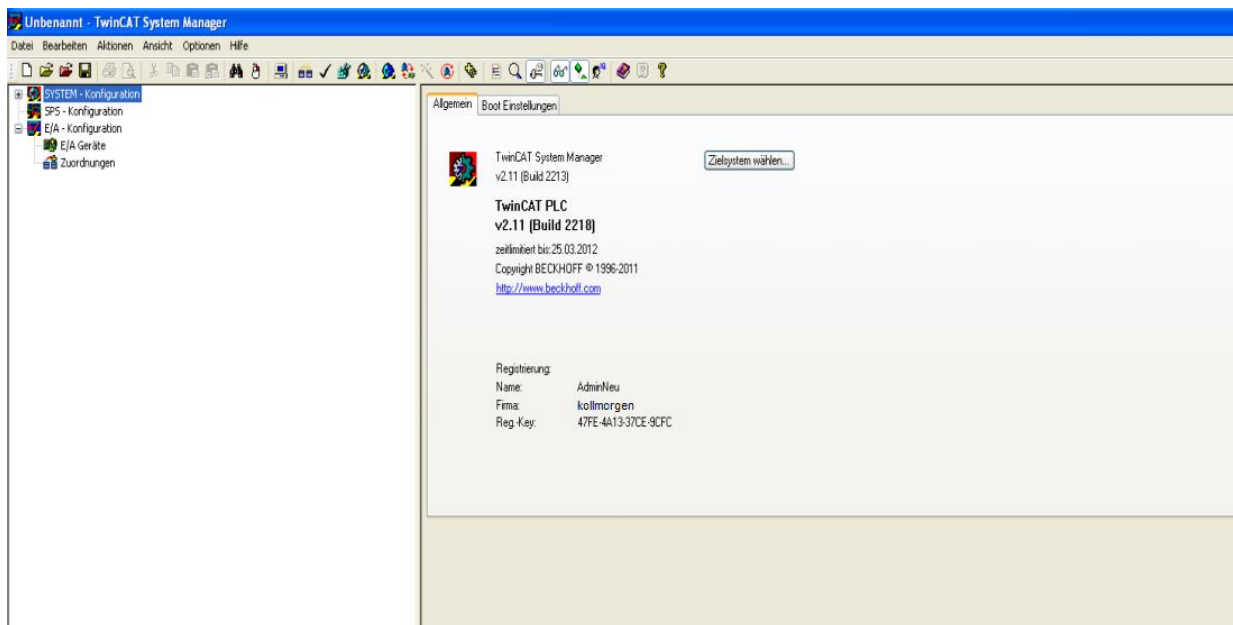 Unbenannt - TwinCAT System Manager
Datei Bearbeiten Aktionen Ansicht Optionen Hilfe
SYSTEM - Konfiguration
SPS - Konfiguration
E/A - Konfiguration
E/A Geräte
Zuordnungen
Allgemein Boot Einstellungen
TwinCAT System Manager
v2.11 (Build 2213)
Zielsystem wählen...
TwinCAT PLC
v2.11 (Build 2218)
zeitlimitiert bis: 25.03.2012
Copyright BECKHOFF © 1996-2011
http://www.beckhoff.com
Registrierung:
Name: AdminNeu
Firma: kollmorgen
Reg.-Key: 47FE-4A13-37CE-9CFC